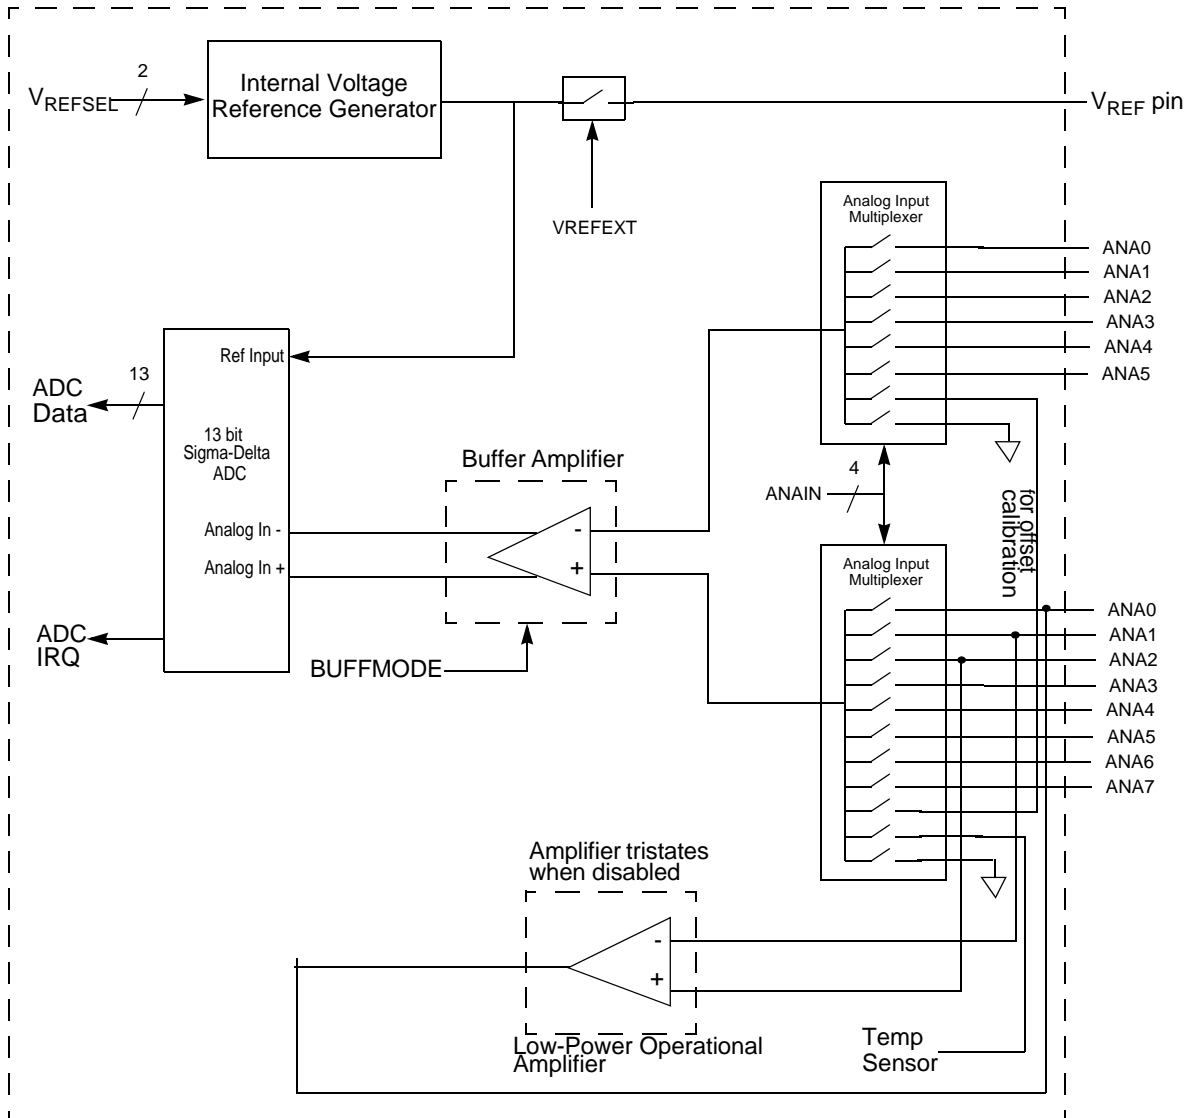 2
VREFSEL
Internal Voltage
Reference Generator
VREF pin
VREFEXT
Analog Input
Multiplexer
ANA0
ANA1
ANA2
ANA3
ANA4
ANA5
Ref Input
13
ADC
Data
13 bit
Sigma-Delta
ADC
Buffer Amplifier
4
ANAIN
for offset
calibration
Analog In -
Analog In +
-
+
Analog Input
Multiplexer
ADC
IRQ
BUFFMODE
ANA0
ANA1
ANA2
ANA3
ANA4
ANA5
ANA6
ANA7
Amplifier tristates
when disabled
-
+
Low-Power Operational
Amplifier
Temp
Sensor